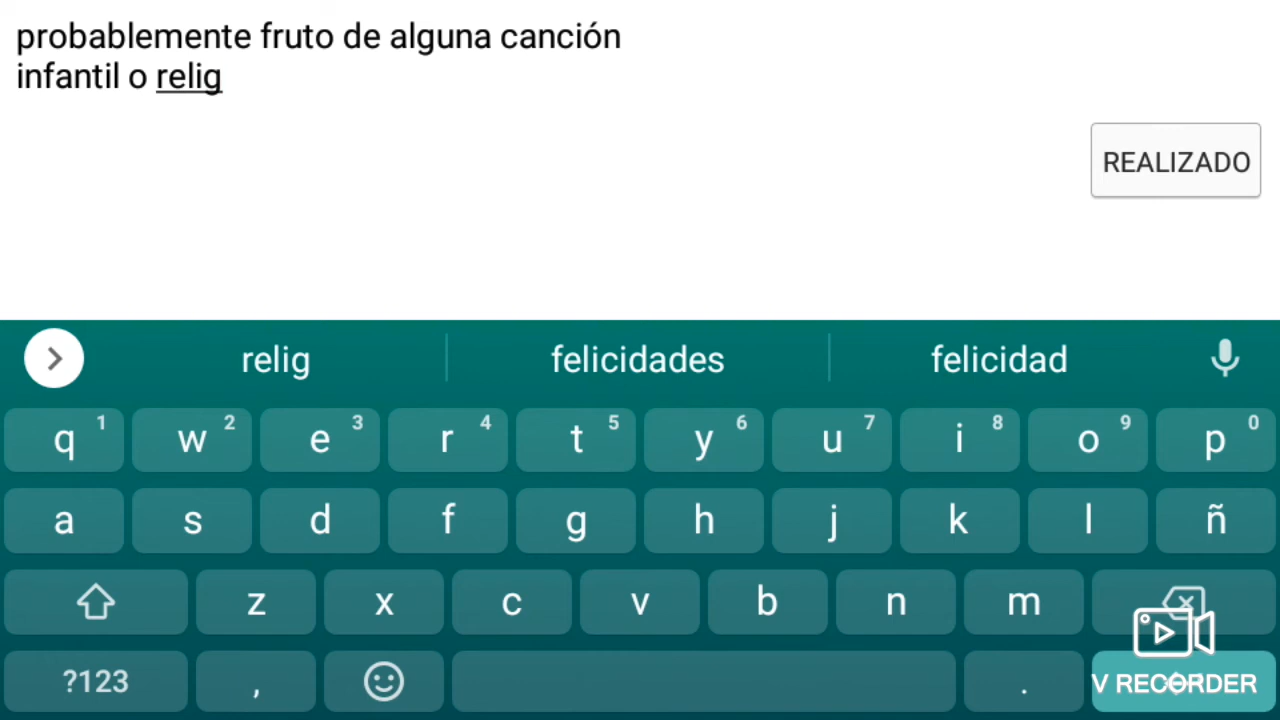 probablemente fruto de alguna canción
infantil o relig
REALIZADO
relig felicidades felicidad
q 1 w 2 e 3 r 4 t 5 y 6 u 7 i 8 o 9 p 0
a s d f g h j k l ñ
z x c v b n m
?123 , .
V RECORDER